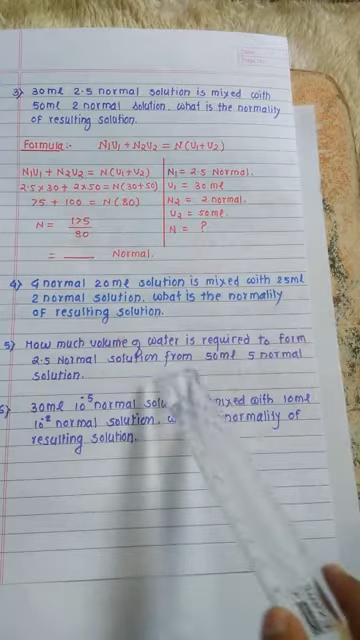 3) 30ml 2.5 normal solution is mixed with
50ml 2 normal solution. what is the normality
of resulting solution.
Formula:- N₁V₁ + N₂V₂ = N(V₁+V₂)
N₁V₁ + N₂V₂ = N(V₁+V₂)
2.5×30 + 2×50 = N(30+50)
75 + 100 = N(80)
N = 175
80
= ____ Normal.
N₁ = 2.5 Normal.
V₁ = 30ml
N₂ = 2 normal.
V₂ = 50ml.
N = ?
4) 4 normal 20ml solution is mixed with 25ml
2 normal solution. what is the normality
of resulting solution.
5) How much volume of water is required to form
2.5 Normal solution from 50ml 5 normal
solution.
30ml 10⁻⁵ normal mixed with 10ml
10⁻² normal solution. normality of
resulting solution.